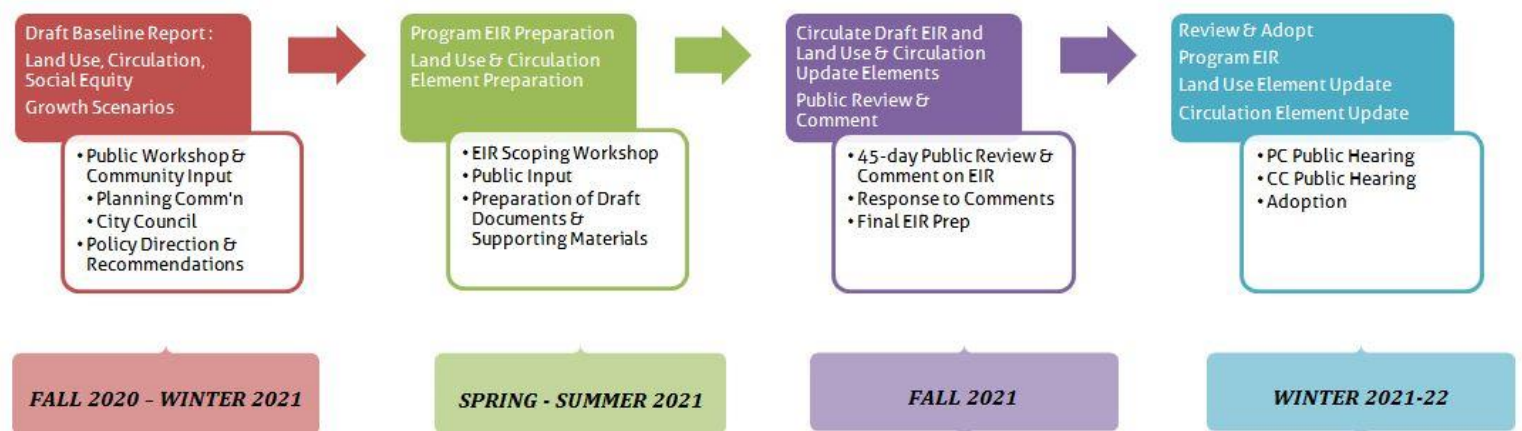 Draft Baseline Report :
Land Use, Circulation,
Social Equity
Growth Scenarios
• Public Workshop &
Community Input
• Planning Comm'n
• City Council
• Policy Direction &
Recommendations
Program EIR Preparation
Land Use & Circulation
Element Preparation
• EIR Scoping Workshop
• Public Input
• Preparation of Draft
Documents &
Supporting Materials
Circulate Draft EIR and
Land Use & Circulation
Update Elements
Public Review &
Comment
• 45-day Public Review &
Comment on EIR
• Response to Comments
• Final EIR Prep
Review & Adopt
Program EIR
Land Use Element Update
Circulation Element Update
• PC Public Hearing
• CC Public Hearing
• Adoption
FALL 2020 – WINTER 2021
SPRING - SUMMER 2021
FALL 2021
WINTER 2021-22